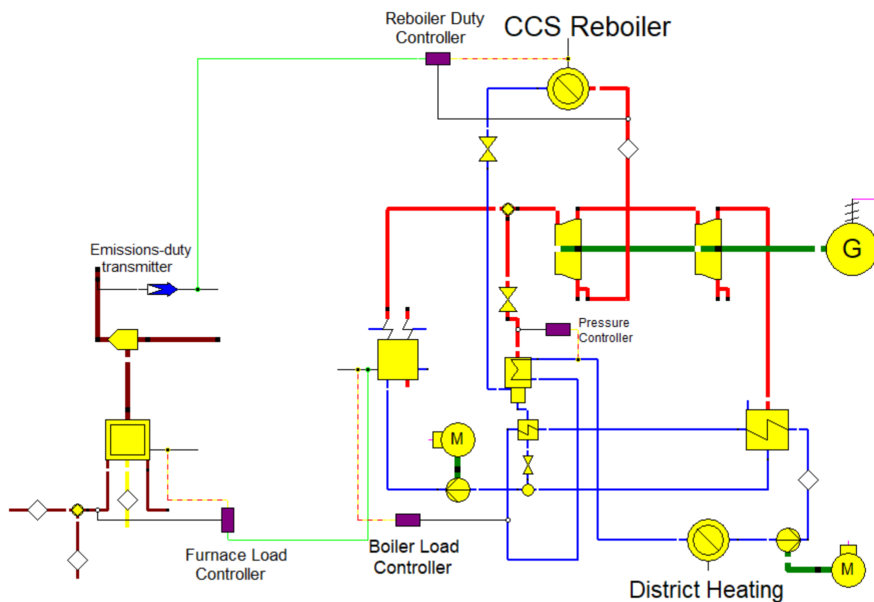 Reboiler Duty
Controller
CCS Reboiler
Emissions-duty
transmitter
G
Pressure
Controller
M
Furnace Load
Controller
Boiler Load
Controller
District Heating
M